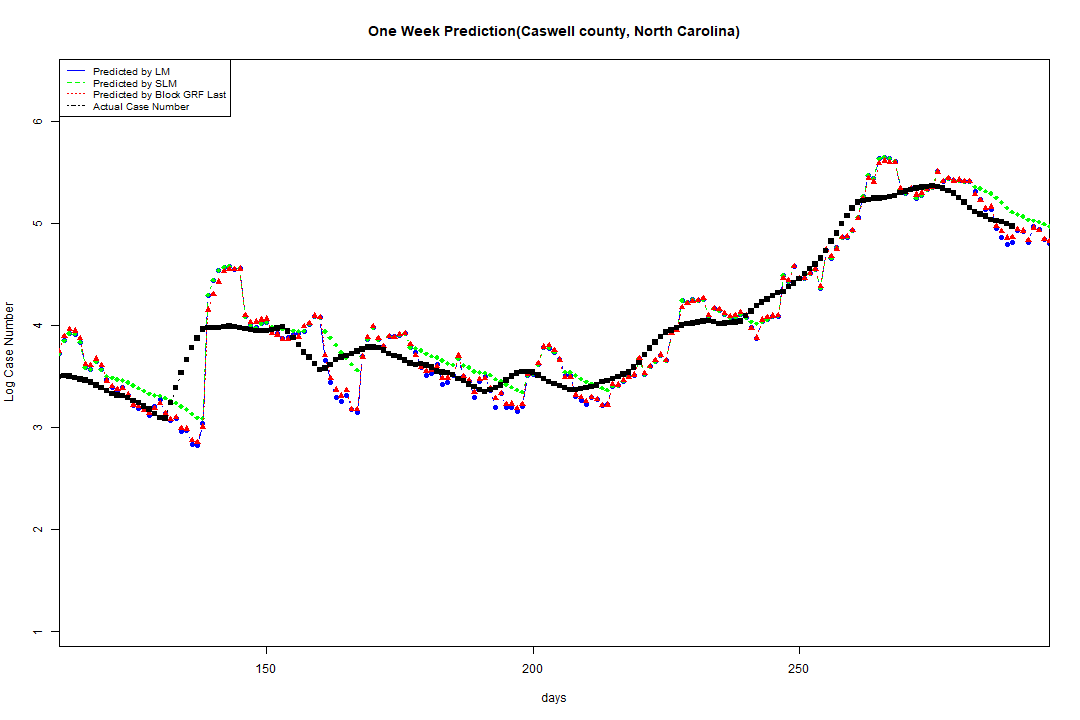 One Week Prediction(Caswell county, North Carolina)
Predicted by LM
Predicted by SLM
Predicted by Block GRF Last
Actual Case Number
Log Case Number
6
5
4
3
2
1
150
200
250
days